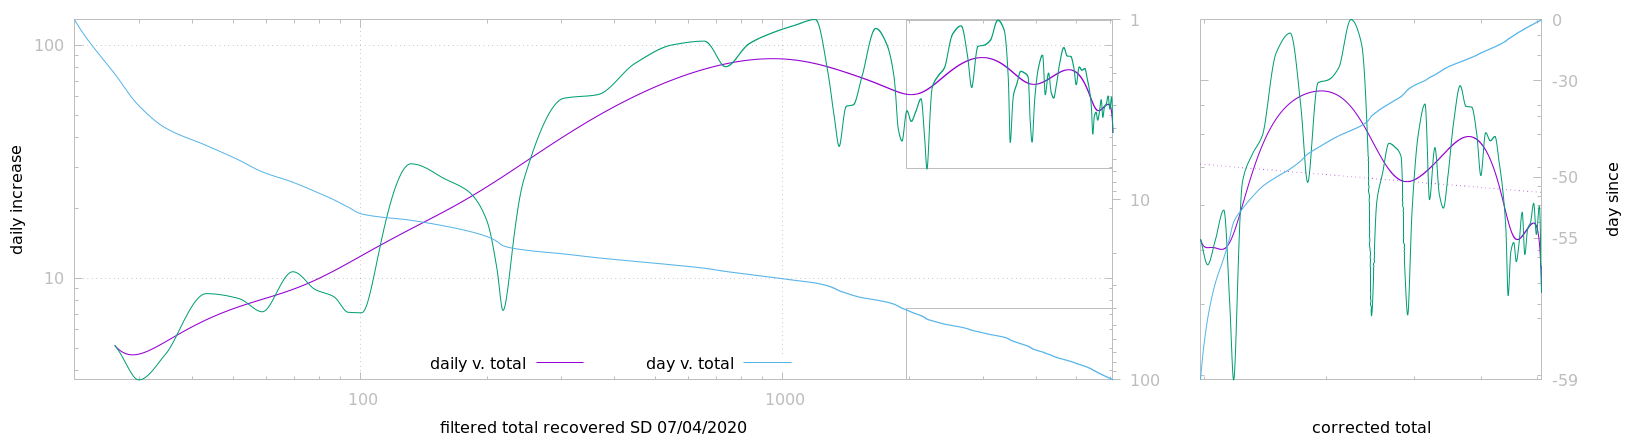 100
10
daily increase
daily v. total
day v. total
100
1000
filtered total recovered SD 07/04/2020
1
10
100
0
-30
-50
-55
-59
day since
corrected total